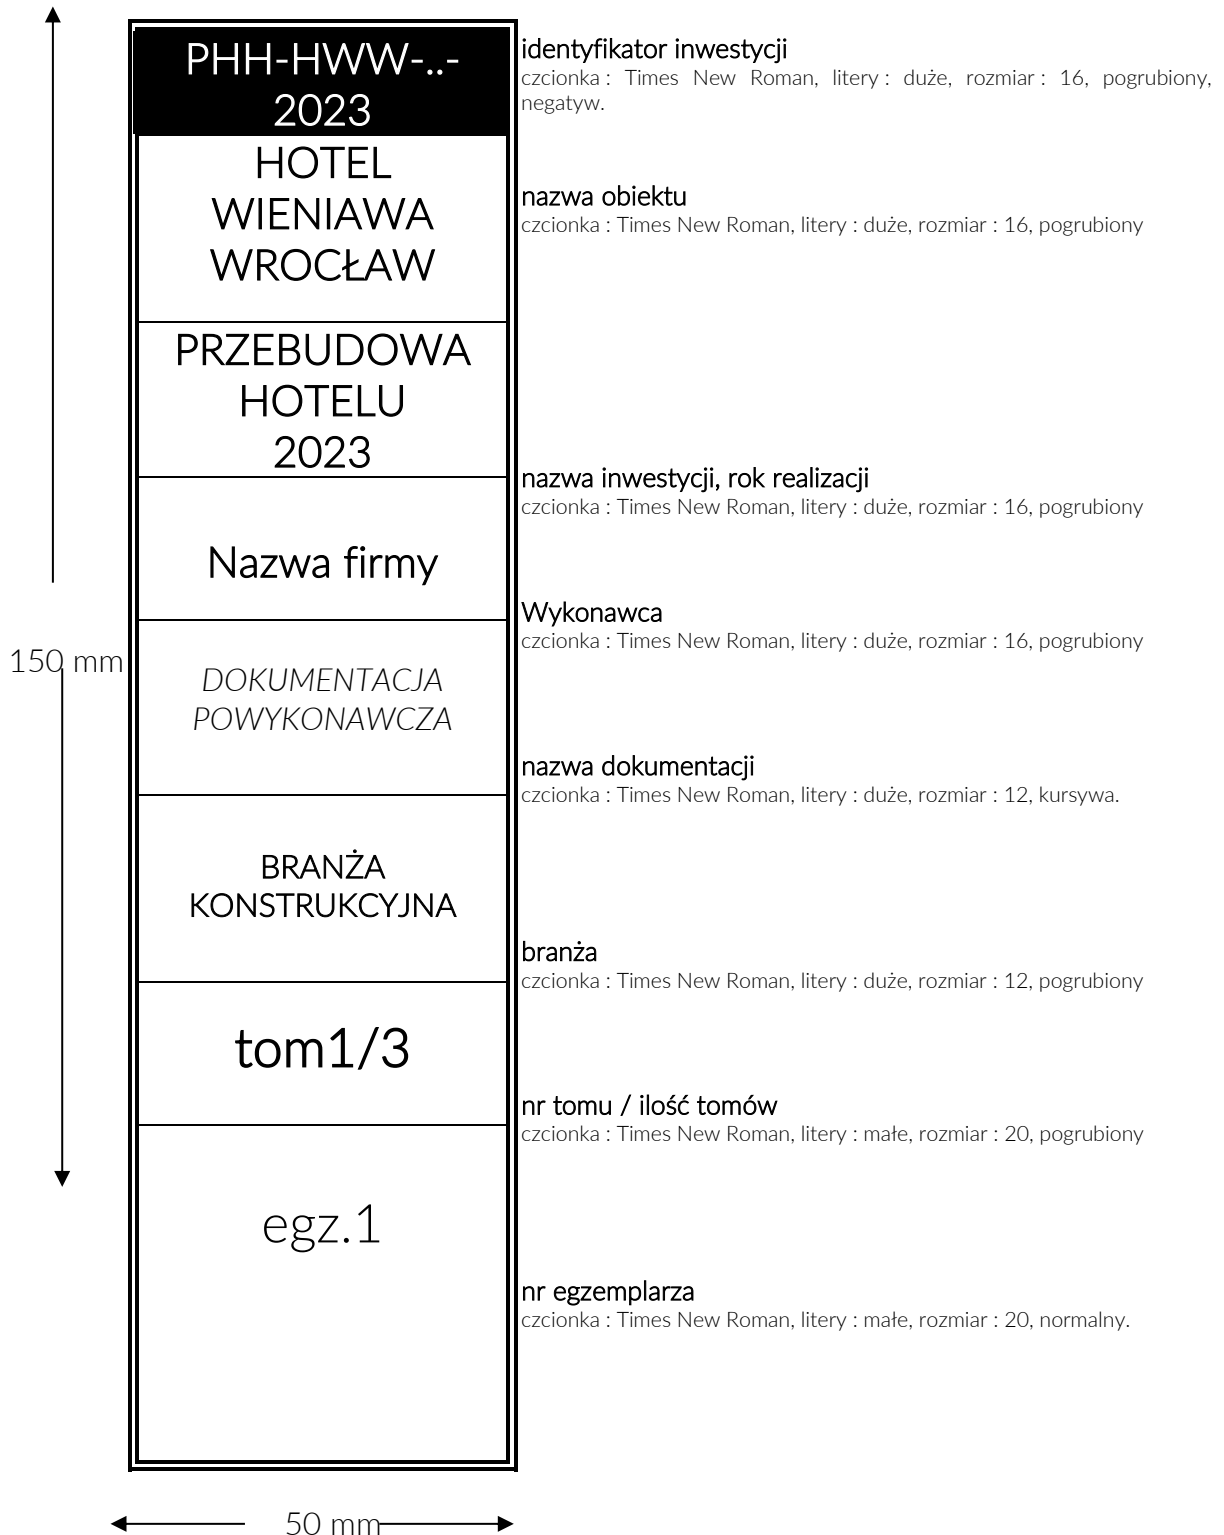 PHH-HWW-..-
2023
identyfikator inwestycji
czcionka : Times New Roman, litery : duże, rozmiar : 16, pogrubiony,
negatyw.
HOTEL
WIENIAWA
WROCŁAW
nazwa obiektu
czcionka : Times New Roman, litery : duże, rozmiar : 16, pogrubiony
PRZEBUDOWA
HOTELU
2023
nazwa inwestycji, rok realizacji
czcionka : Times New Roman, litery : duże, rozmiar : 16, pogrubiony
Nazwa firmy
Wykonawca
czcionka : Times New Roman, litery : duże, rozmiar : 16, pogrubiony
150 mm
DOKUMENTACJA
POWYKONAWCZA
nazwa dokumentacji
czcionka : Times New Roman, litery : duże, rozmiar : 12, kursywa.
BRANŻA
KONSTRUKCYJNA
branża
czcionka : Times New Roman, litery : duże, rozmiar : 12, pogrubiony
tom1/3
nr tomu / ilość tomów
czcionka : Times New Roman, litery : małe, rozmiar : 20, pogrubiony
egz.1
nr egzemplarza
czcionka : Times New Roman, litery : małe, rozmiar : 20, normalny.
50 mm